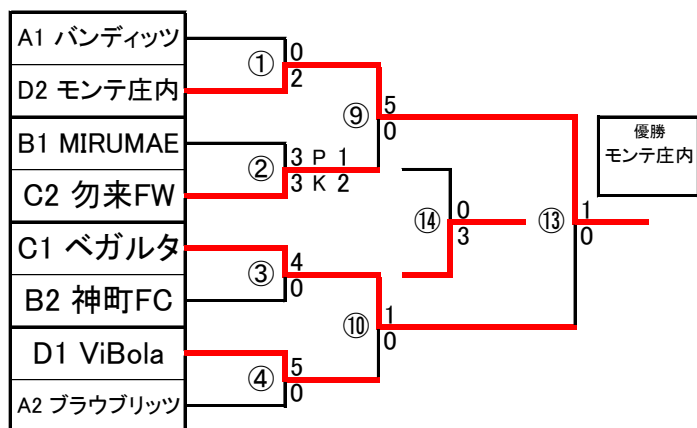 A1 バンディッツ
D2 モンテ庄内
B1 MIRUMAE
C2 勿来FW
C1 ベガルタ
B2 神町FC
D1 ViBola
A2 ブラウブリッツ
① 0
2
② 3 P 1
3 K 2
③ 4
0
④ 5
0
⑨ 5
0
⑩ 1
0
⑭ 0
3
⑬ 1
0
優勝
モンテ庄内